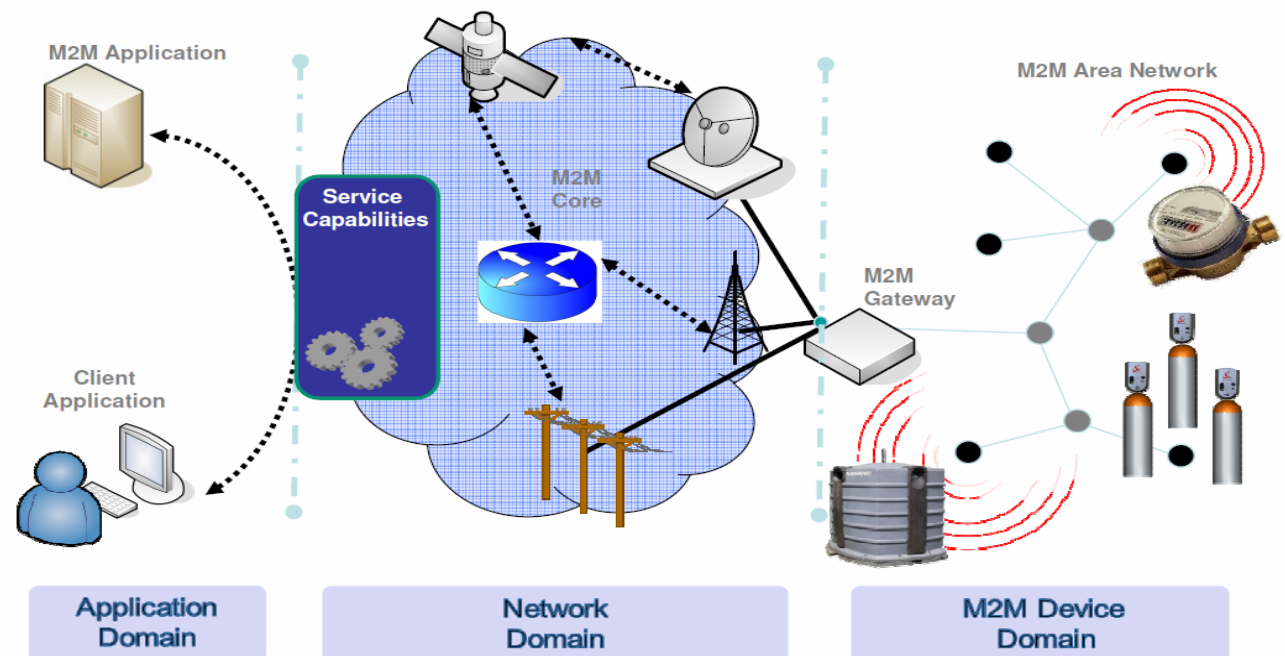 M2M Application
M2M Area Network
Service
Capabilities
M2M
Core
M2M
Gateway
Client
Application
Application
Domain
Network
Domain
M2M Device
Domain